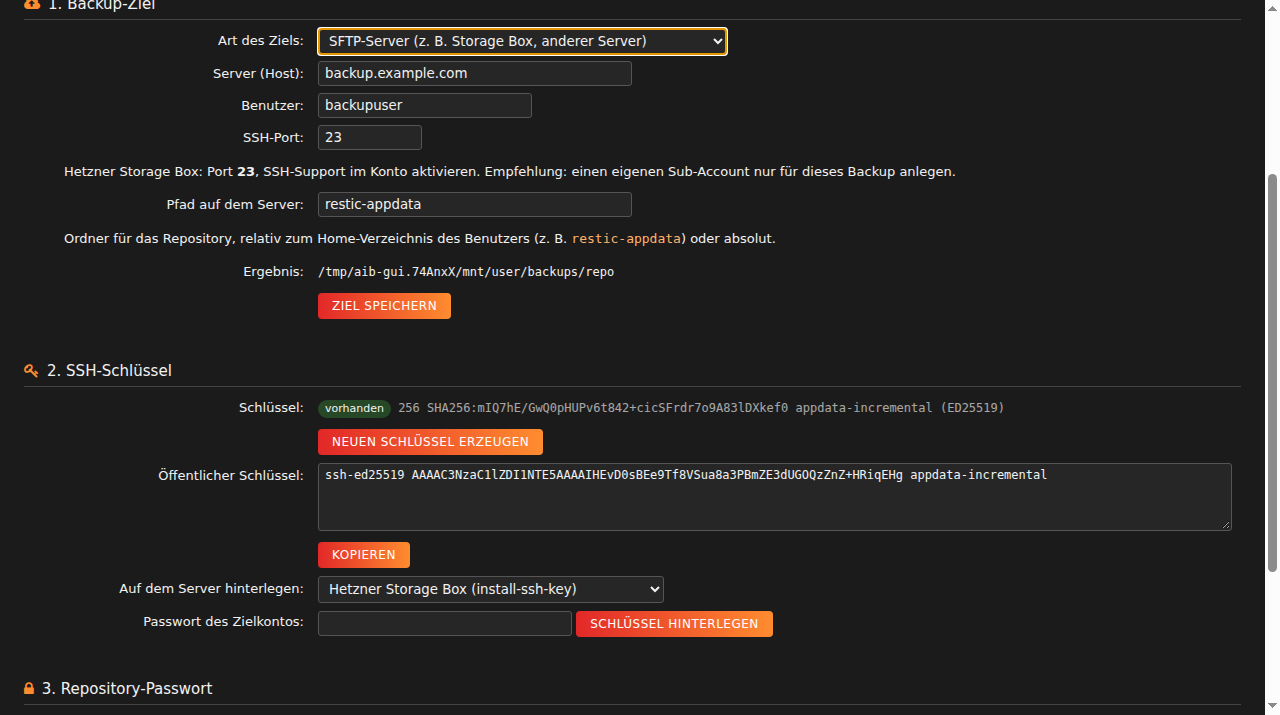 1. Backup-Ziel
Art des Ziels: SFTP-Server (z. B. Storage Box, anderer Server)
Server (Host): backup.example.com
Benutzer: backupuser
SSH-Port: 23
Hetzner Storage Box: Port 23, SSH-Support im Konto aktivieren. Empfehlung: einen eigenen Sub-Account nur für dieses Backup anlegen.
Pfad auf dem Server: restic-appdata
Ordner für das Repository, relativ zum Home-Verzeichnis des Benutzers (z. B. restic-appdata) oder absolut.
Ergebnis: /tmp/aib-gui.74AnxX/mnt/user/backups/repo
ZIEL SPEICHERN
2. SSH-Schlüssel
Schlüssel: vorhanden 256 SHA256:mIQ7hE/GwQ0pHUPv6t842+cicSFrdr7o9A83lDXkef0 appdata-incremental (ED25519)
NEUEN SCHLÜSSEL ERZEUGEN
Öffentlicher Schlüssel: ssh-ed25519 AAAAC3NzaC1lZDI1NTE5AAAAIHEvD0sBEe9Tf8VSua8a3PBmZE3dUGOQzZnZ+HRiqEHg appdata-incremental
KOPIEREN
Auf dem Server hinterlegen: Hetzner Storage Box (install-ssh-key)
Passwort des Zielkontos: SCHLÜSSEL HINTERLEGEN
3. Repository-Passwort